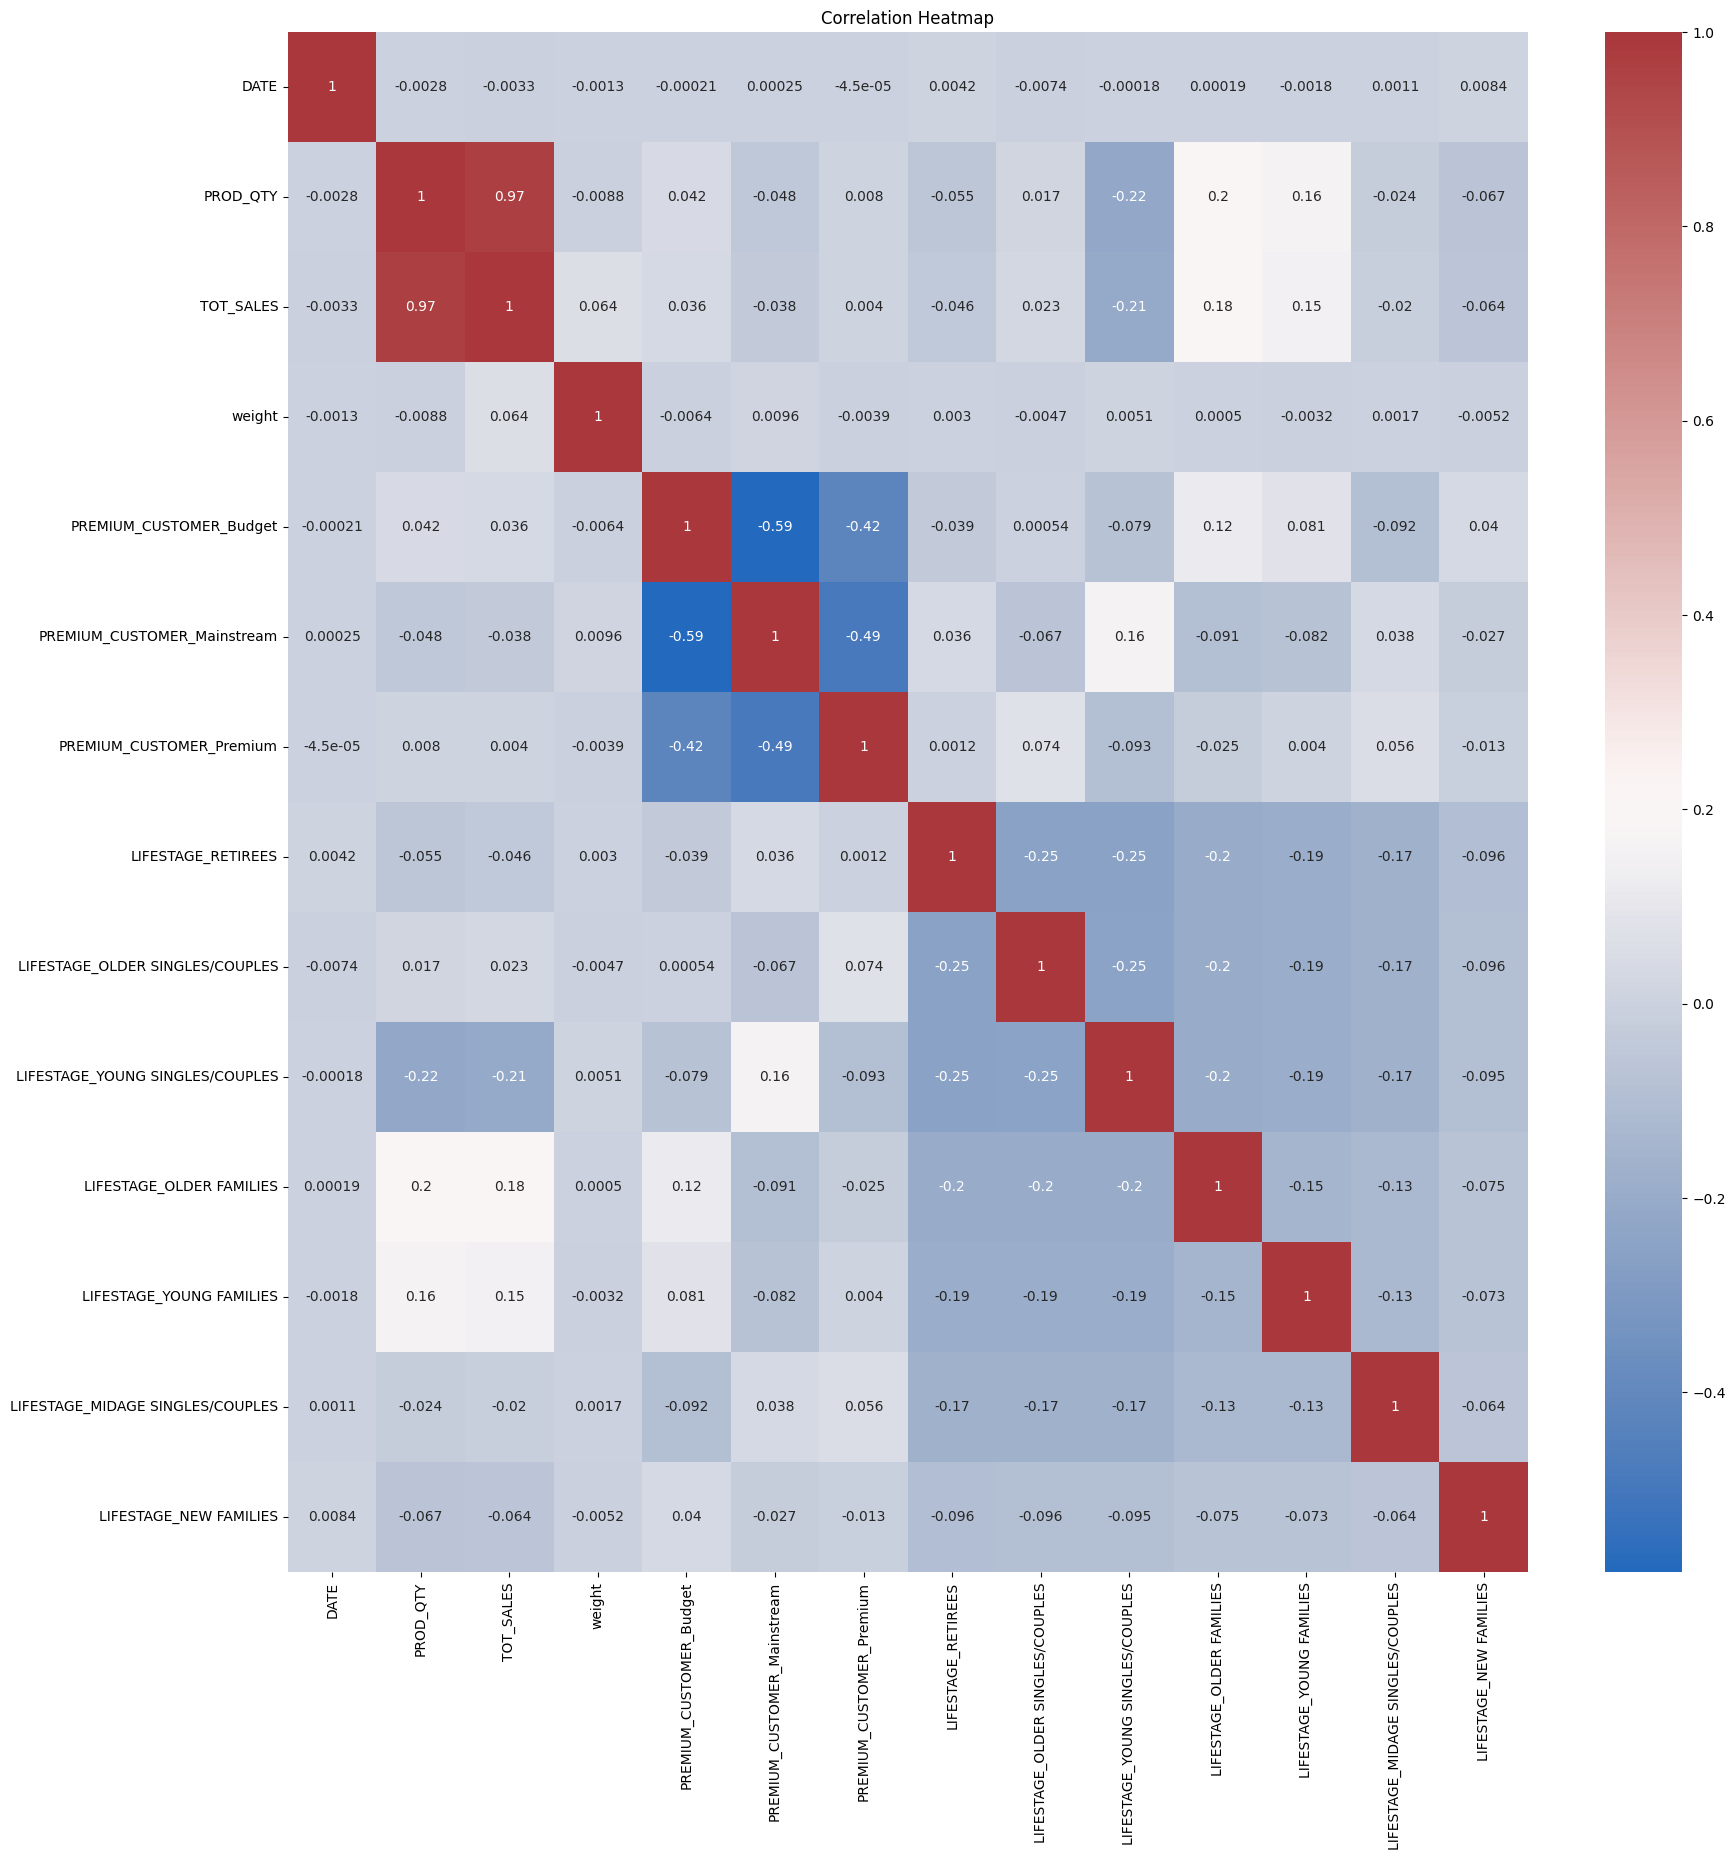 Correlation Heatmap
DATE 1 -0.0028 -0.0033 -0.0013 -0.00021 0.00025 -4.5e-05 0.0042 -0.0074 -0.00018 0.00019 -0.0018 0.0011 0.0084
PROD_QTY -0.0028 1 0.97 -0.0088 0.042 -0.048 0.008 -0.055 0.017 -0.22 0.2 0.16 -0.024 -0.067
TOT_SALES -0.0033 0.97 1 0.064 0.036 -0.038 0.004 -0.046 0.023 -0.21 0.18 0.15 -0.02 -0.064
weight -0.0013 -0.0088 0.064 1 -0.0064 0.0096 -0.0039 0.003 -0.0047 0.0051 0.0005 -0.0032 0.0017 -0.0052
PREMIUM_CUSTOMER_Budget -0.00021 0.042 0.036 -0.0064 1 -0.59 -0.42 -0.039 0.00054 -0.079 0.12 0.081 -0.092 0.04
PREMIUM_CUSTOMER_Mainstream 0.00025 -0.048 -0.038 0.0096 -0.59 1 -0.49 0.036 -0.067 0.16 -0.091 -0.082 0.038 -0.027
PREMIUM_CUSTOMER_Premium -4.5e-05 0.008 0.004 -0.0039 -0.42 -0.49 1 0.0012 0.074 -0.093 -0.025 0.004 0.056 -0.013
LIFESTAGE_RETIREES 0.0042 -0.055 -0.046 0.003 -0.039 0.036 0.0012 1 -0.25 -0.25 -0.2 -0.19 -0.17 -0.096
LIFESTAGE_OLDER SINGLES/COUPLES -0.0074 0.017 0.023 -0.0047 0.00054 -0.067 0.074 -0.25 1 -0.25 -0.2 -0.19 -0.17 -0.096
LIFESTAGE_YOUNG SINGLES/COUPLES -0.00018 -0.22 -0.21 0.0051 -0.079 0.16 -0.093 -0.25 -0.25 1 -0.2 -0.19 -0.17 -0.095
LIFESTAGE_OLDER FAMILIES 0.00019 0.2 0.18 0.0005 0.12 -0.091 -0.025 -0.2 -0.2 -0.2 1 -0.15 -0.13 -0.075
LIFESTAGE_YOUNG FAMILIES -0.0018 0.16 0.15 -0.0032 0.081 -0.082 0.004 -0.19 -0.19 -0.19 -0.15 1 -0.13 -0.073
LIFESTAGE_MIDAGE SINGLES/COUPLES 0.0011 -0.024 -0.02 0.0017 -0.092 0.038 0.056 -0.17 -0.17 -0.17 -0.13 -0.13 1 -0.064
LIFESTAGE_NEW FAMILIES 0.0084 -0.067 -0.064 -0.0052 0.04 -0.027 -0.013 -0.096 -0.096 -0.095 -0.075 -0.073 -0.064 1
DATE
PROD_QTY
TOT_SALES
weight
PREMIUM_CUSTOMER_Budget
PREMIUM_CUSTOMER_Mainstream
PREMIUM_CUSTOMER_Premium
LIFESTAGE_RETIREES
LIFESTAGE_OLDER SINGLES/COUPLES
LIFESTAGE_YOUNG SINGLES/COUPLES
LIFESTAGE_OLDER FAMILIES
LIFESTAGE_YOUNG FAMILIES
LIFESTAGE_MIDAGE SINGLES/COUPLES
LIFESTAGE_NEW FAMILIES
1.0
0.8
0.6
0.4
0.2
0.0
−0.2
−0.4